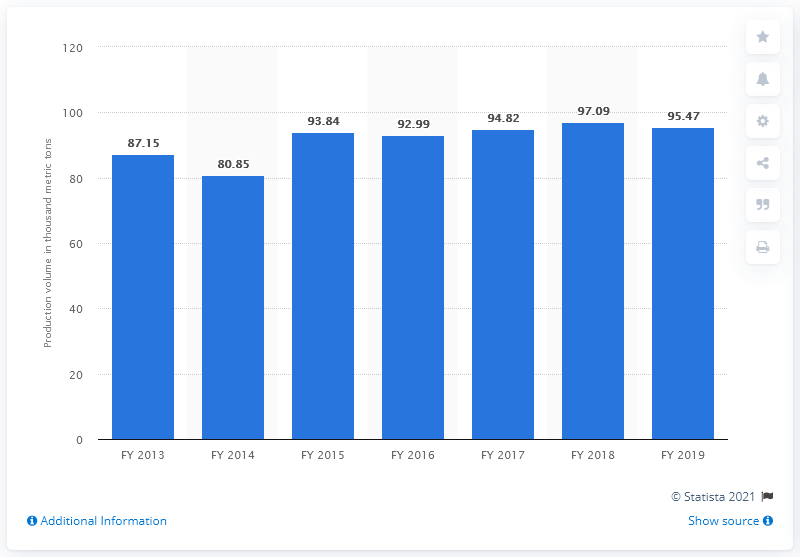 120
100
80
60
40
20
0
Production volume in thousand metric tons
87.15
80.85
93.84
92.99
94.82
97.09
95.47
FY 2013 FY 2014 FY 2015 FY 2016 FY 2017 FY 2018 FY 2019
© Statista 2021
Additional Information
Show source